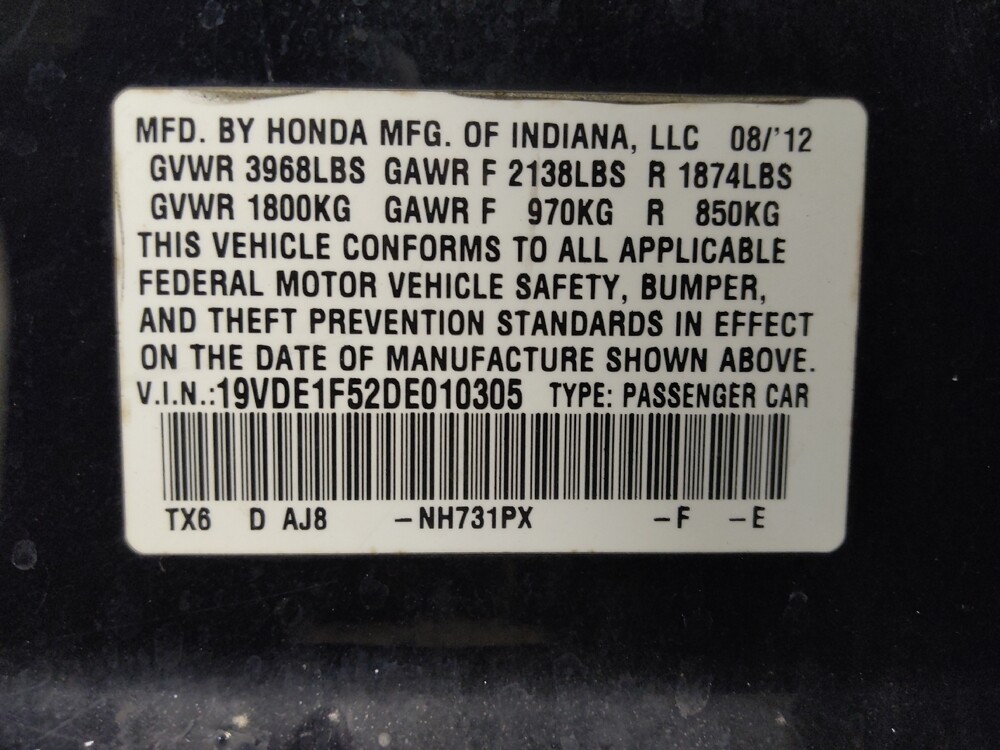 MFD. BY HONDA MFG. OF INDIANA, LLC 08/'12
GVWR 3968LBS GAWR F 2138LBS R 1874LBS
GVWR 1800KG GAWR F 970KG R 850KG
THIS VEHICLE CONFORMS TO ALL APPLICABLE
FEDERAL MOTOR VEHICLE SAFETY, BUMPER,
AND THEFT PREVENTION STANDARDS IN EFFECT
ON THE DATE OF MANUFACTURE SHOWN ABOVE.
V.I.N.:19VDE1F52DE010305 TYPE: PASSENGER CAR
TX6 D AJ8 -NH731PX -F -E